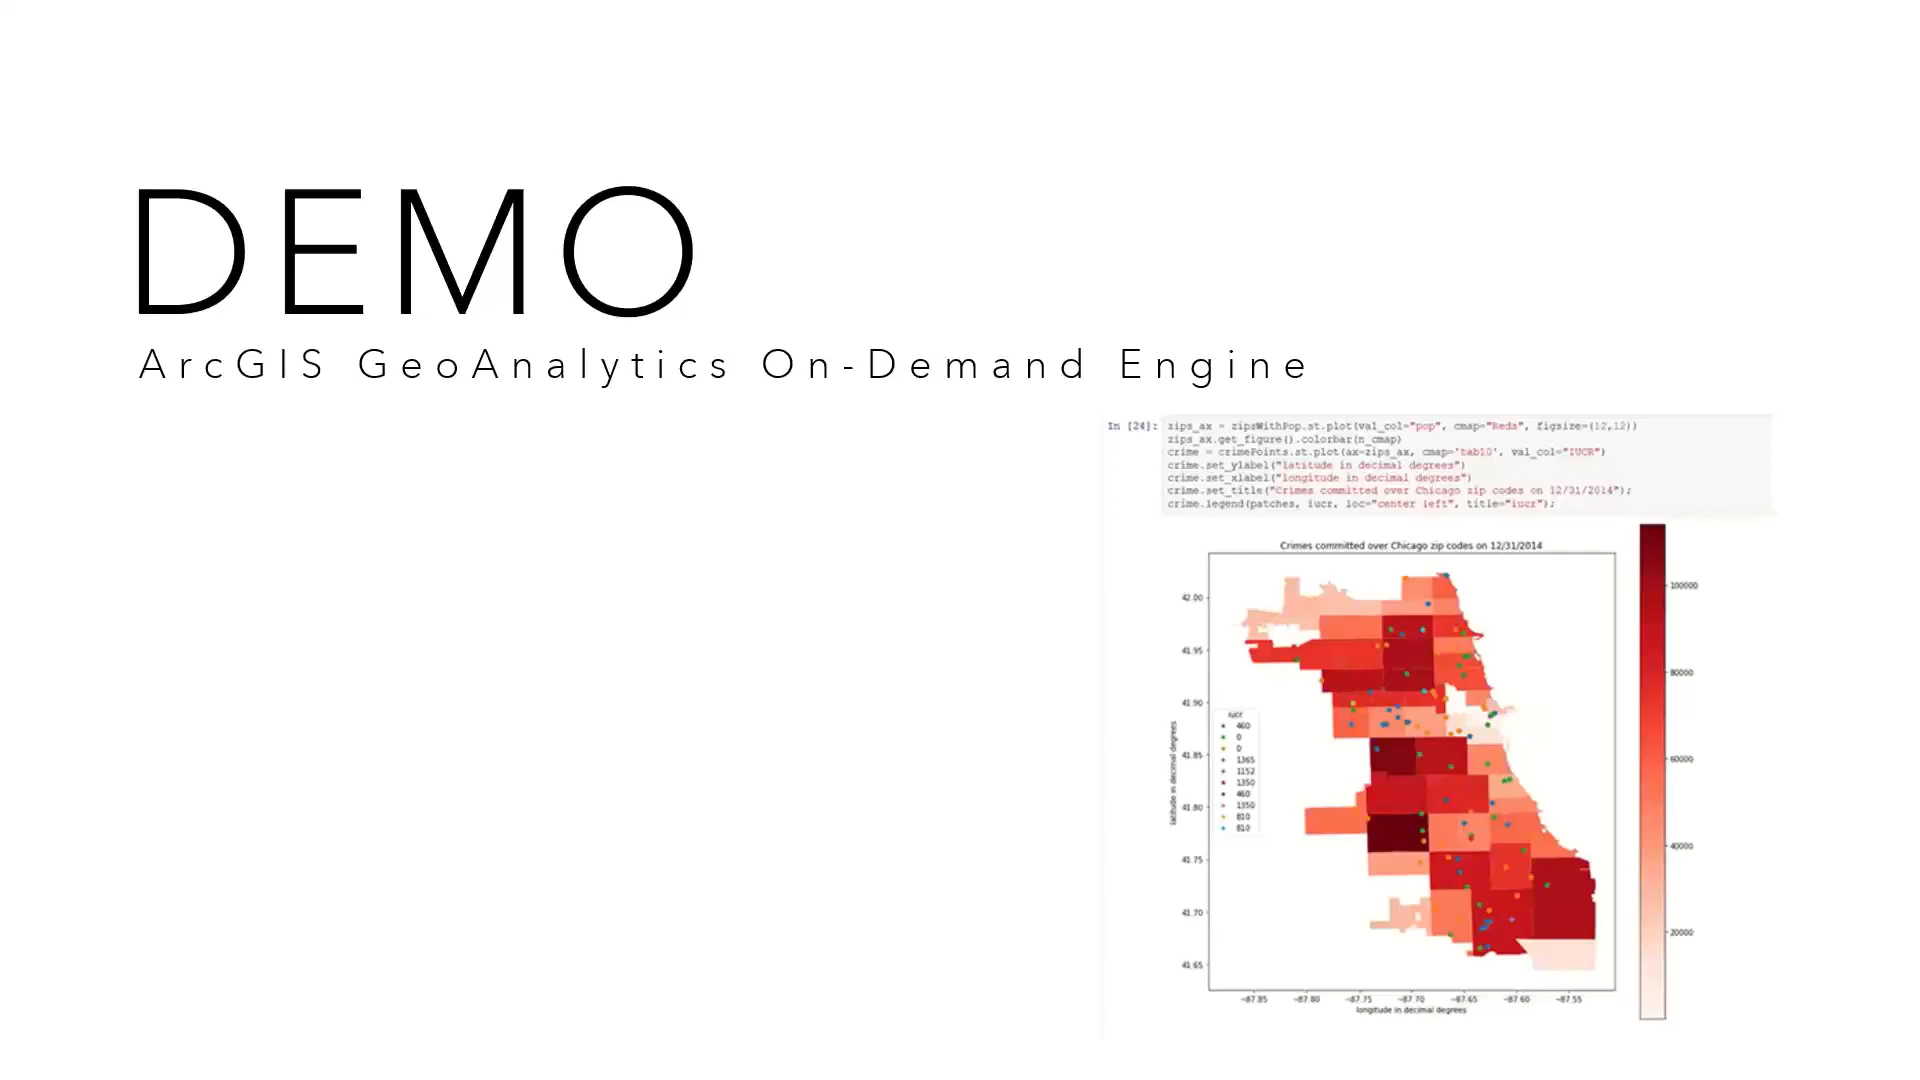 DEMO
ArcGIS GeoAnalytics On-Demand Engine
In [24]: zips_ax = zipsWithPop.st.plot(val_col="pop", cmap="Reds", figsize=(12,12))
zips_ax.get_figure().colorbar(n_cmap)
crime = crimePoints.st.plot(ax=zips_ax, cmap='tab10', val_col="IUCR")
crime.set_ylabel("latitude in decimal degrees")
crime.set_xlabel("longitude in decimal degrees")
crime.set_title("Crimes committed over Chicago zip codes on 12/31/2014");
crime.legend(patches, iucr, loc="center left", title="iucr");
Crimes committed over Chicago zip codes on 12/31/2014
42.00
41.95
41.90
41.85
41.80
41.75
41.70
41.65
latitude in decimal degrees
iucr
460
0
0
1365
1152
1350
460
1350
810
810
−87.85 −87.80 −87.75 −87.70 −87.65 −87.60 −87.55
longitude in decimal degrees
100000
80000
60000
40000
20000